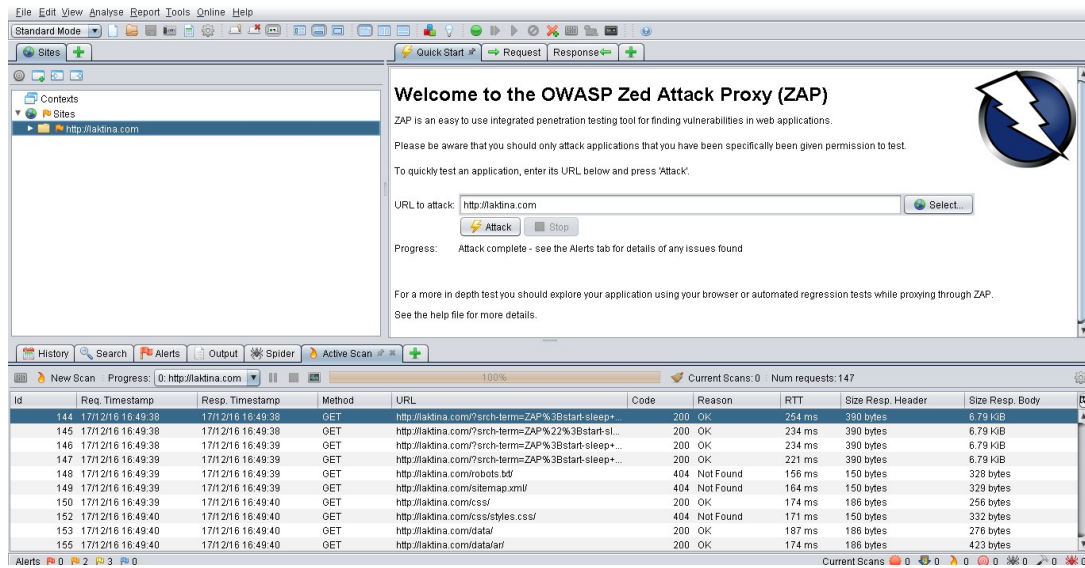 File Edit View Analyse Report Tools Online Help
Standard Mode
Sites
Quick Start Request Response
Contexts
Sites
http://laktina.com
Welcome to the OWASP Zed Attack Proxy (ZAP)
ZAP is an easy to use integrated penetration testing tool for finding vulnerabilities in web applications.
Please be aware that you should only attack applications that you have been specifically been given permission to test.
To quickly test an application, enter its URL below and press 'Attack'.
URL to attack: http://laktina.com Select...
Attack Stop
Progress: Attack complete - see the Alerts tab for details of any issues found
For a more in depth test you should explore your application using your browser or automated regression tests while proxying through ZAP.
See the help file for more details.
History Search Alerts Output Spider Active Scan
New Scan Progress: 0: http://laktina.com 100% Current Scans: 0 Num requests: 147
Id Req. Timestamp Resp. Timestamp Method URL Code Reason RTT Size Resp. Header Size Resp. Body
144 17/12/16 16:49:38 17/12/16 16:49:38 GET http://laktina.com/?srch-term=ZAP%3Bstart-sleep+... 200 OK 254 ms 390 bytes 6.79 KiB
145 17/12/16 16:49:38 17/12/16 16:49:38 GET http://laktina.com/?srch-term=ZAP%22%3Bstart-sl... 200 OK 234 ms 390 bytes 6.79 KiB
146 17/12/16 16:49:38 17/12/16 16:49:39 GET http://laktina.com/?srch-term=ZAP%3Bstart-sleep+... 200 OK 234 ms 390 bytes 6.79 KiB
147 17/12/16 16:49:39 17/12/16 16:49:39 GET http://laktina.com/?srch-term=ZAP%3Bstart-sleep+... 200 OK 221 ms 390 bytes 6.79 KiB
148 17/12/16 16:49:39 17/12/16 16:49:39 GET http://laktina.com/robots.txt/ 404 Not Found 156 ms 150 bytes 328 bytes
149 17/12/16 16:49:39 17/12/16 16:49:39 GET http://laktina.com/sitemap.xml/ 404 Not Found 164 ms 150 bytes 329 bytes
150 17/12/16 16:49:39 17/12/16 16:49:40 GET http://laktina.com/css/ 200 OK 174 ms 186 bytes 256 bytes
152 17/12/16 16:49:40 17/12/16 16:49:40 GET http://laktina.com/css/styles.css/ 404 Not Found 171 ms 150 bytes 332 bytes
153 17/12/16 16:49:40 17/12/16 16:49:40 GET http://laktina.com/data/ 200 OK 187 ms 186 bytes 276 bytes
155 17/12/16 16:49:40 17/12/16 16:49:40 GET http://laktina.com/data/ar/ 200 OK 174 ms 186 bytes 423 bytes
Alerts 0 2 3 0 Current Scans 0 0 0 0 0 0 0